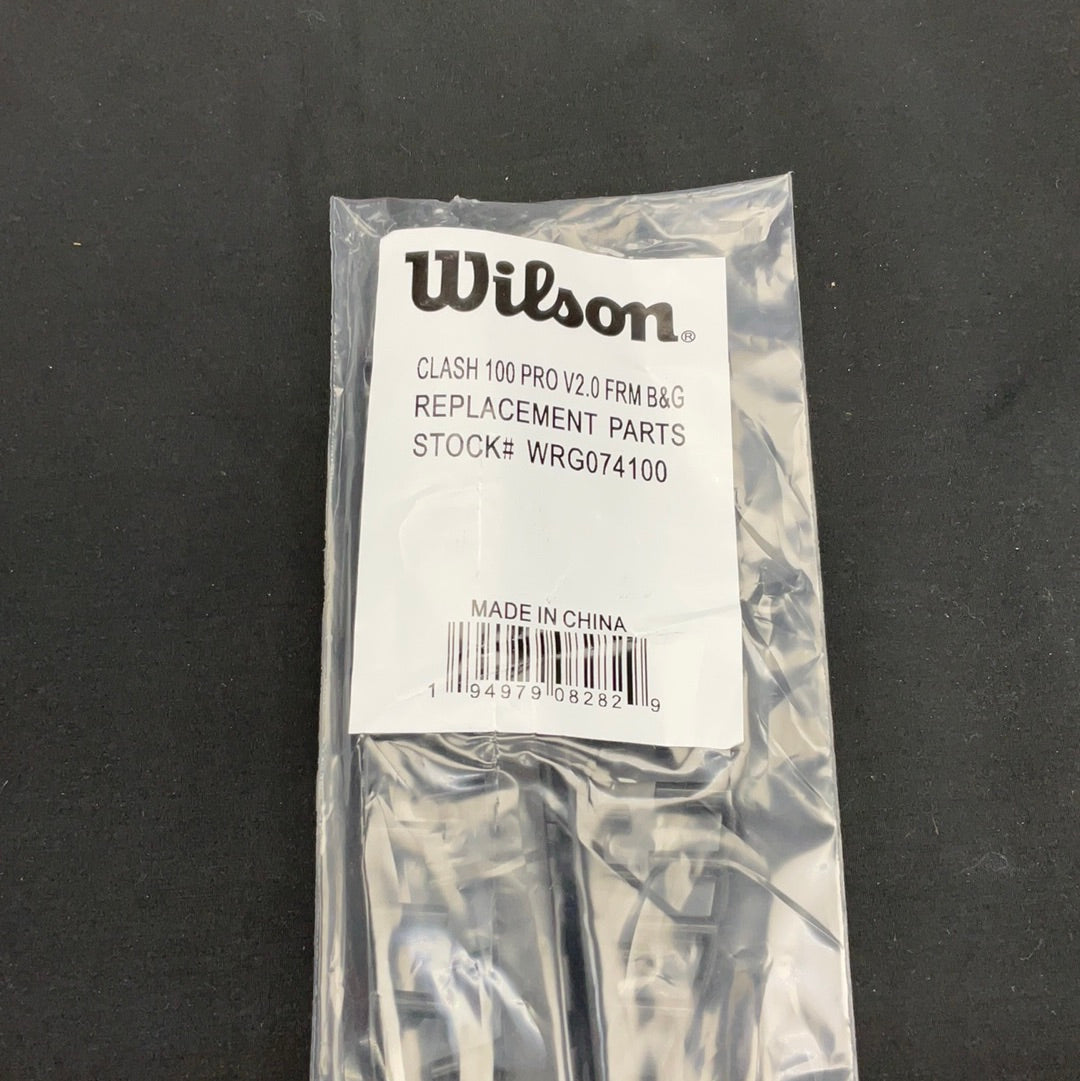 Wilson®
CLASH 100 PRO V2.0 FRM B&G
REPLACEMENT PARTS
STOCK# WRG074100
MADE IN CHINA
1 94979 08282 9